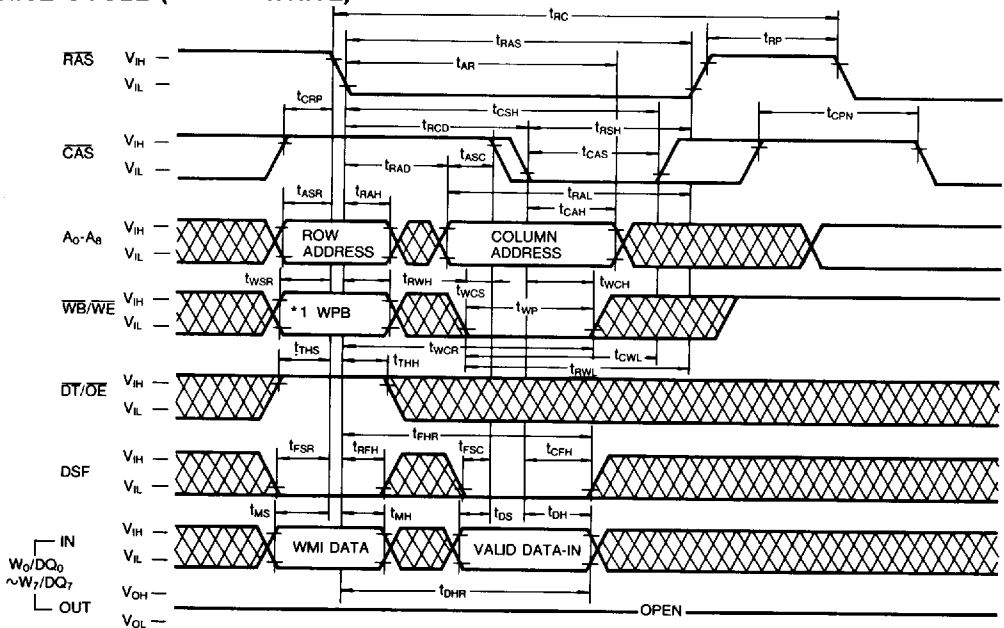 tRC
tRAS
tRP
RAS
VIH
VIL
tAR
tCRP
tCSH
tRCD
tRSH
tCPN
CAS
VIH
VIL
tRAD
tASC
tCAS
tASR
tRAH
tRAL
tCAH
A0-A8
VIH
VIL
ROW ADDRESS
COLUMN ADDRESS
tWSR
tRWH
tWCS
tWCH
WB/WE
VIH
VIL
*1 WPB
tWP
tWCR
tCWL
tRWL
tTHS
tTHH
DT/OE
VIH
VIL
tFHR
tFSR
tRFH
tFSC
tCFH
DSF
VIH
VIL
tMS
tMH
tDS
tDH
IN
VIH
VIL
WMI DATA
VALID DATA-IN
W0/DQ0
~W7/DQ7
tDHR
OUT
VOH
VOL
OPEN